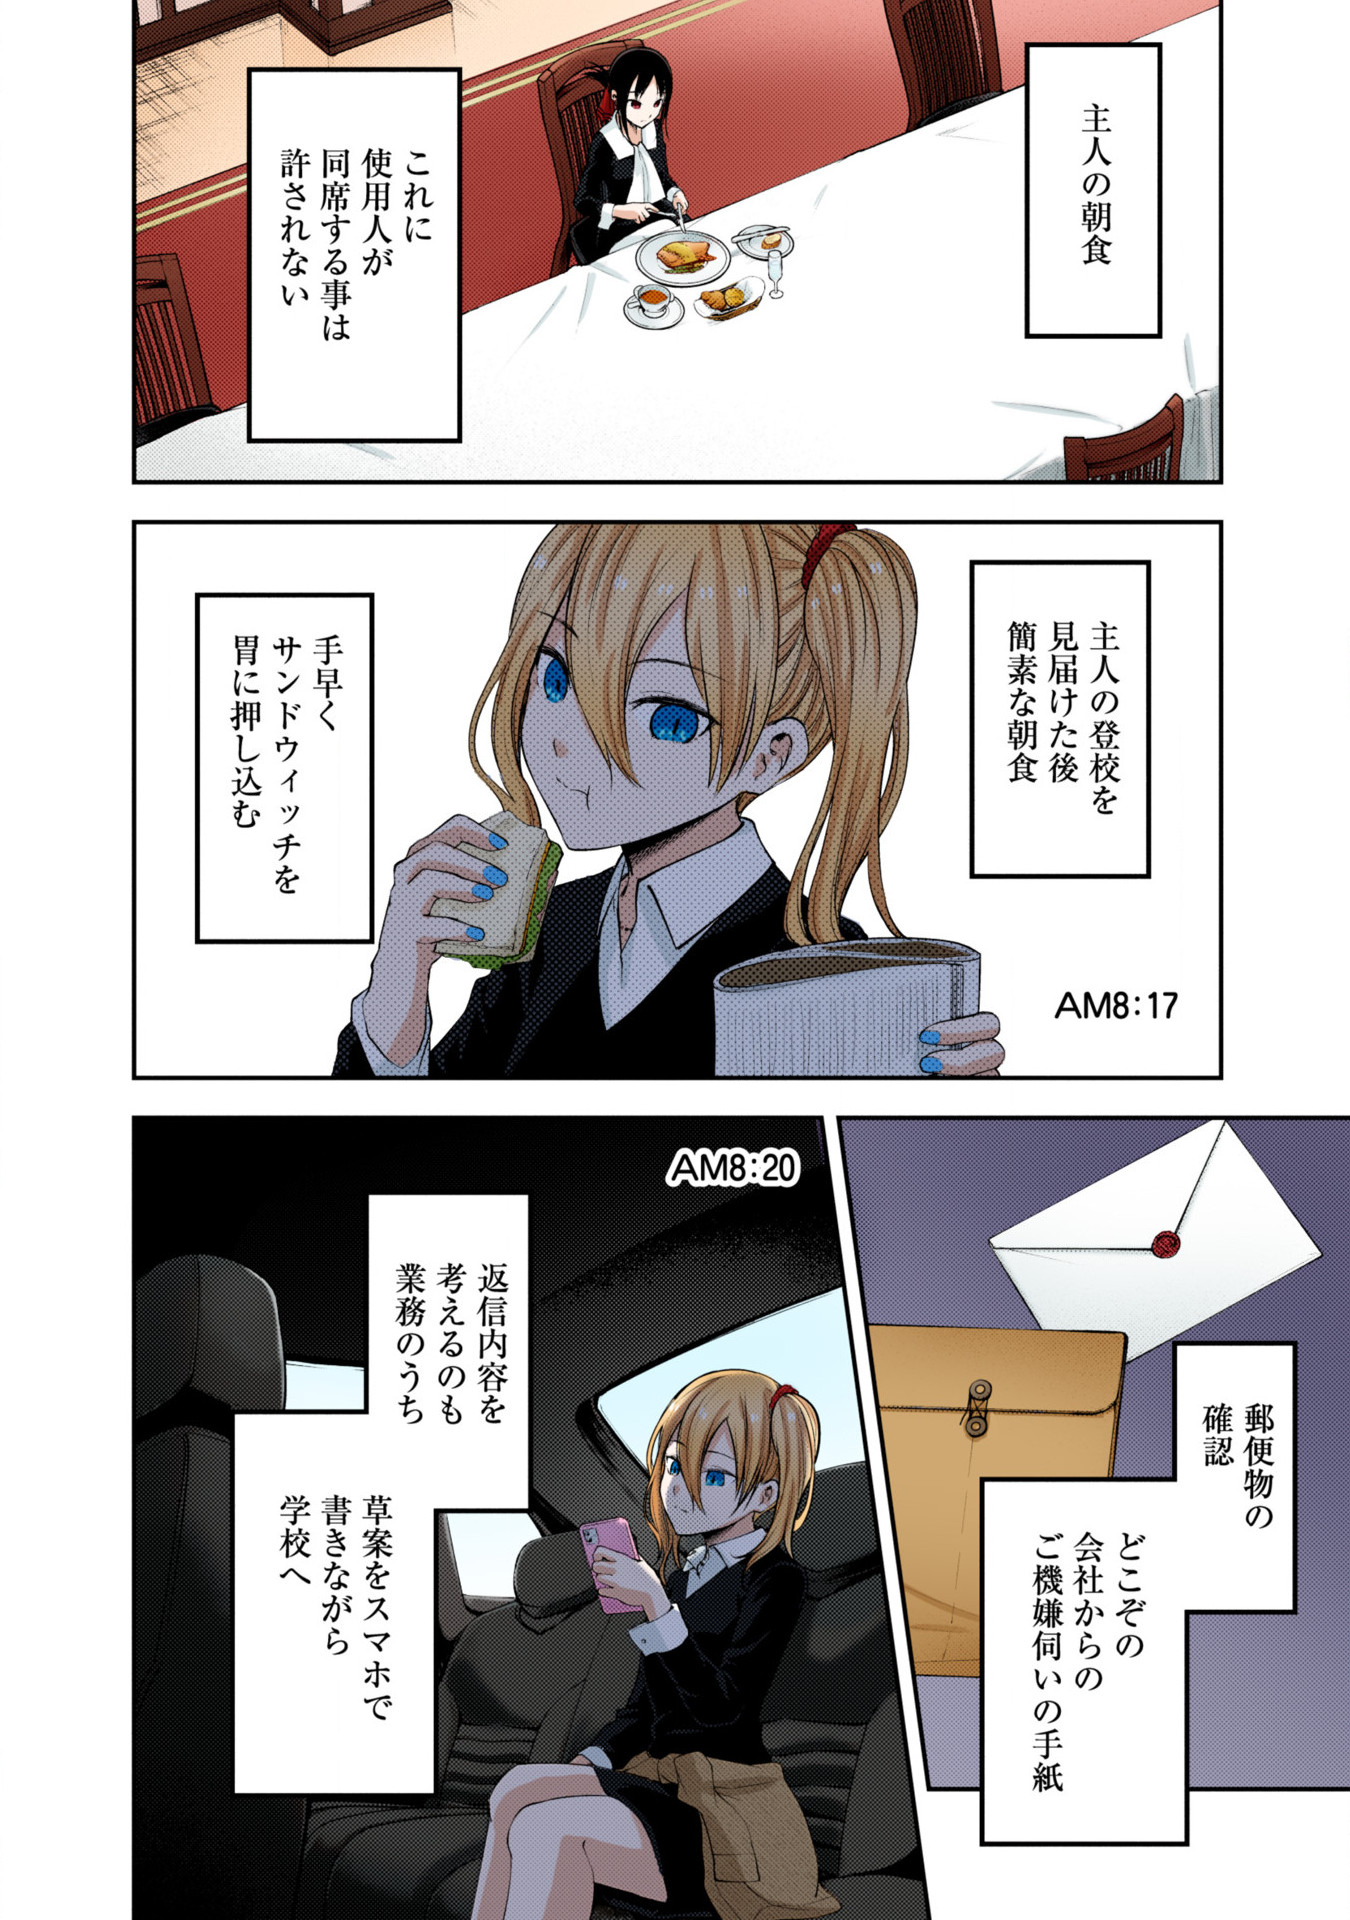 主人の朝食
これに
使用人が
同席する事は
許されない
主人の登校を
見届けた後
簡素な朝食
AM8:17
手早く
サンドウィッチを
胃に押し込む
郵便物の
確認
どこぞの
会社からの
ご機嫌伺いの手紙
AM8:20
返信内容を
考えるのも
業務のうち
草案をスマホで
書きながら
学校へ